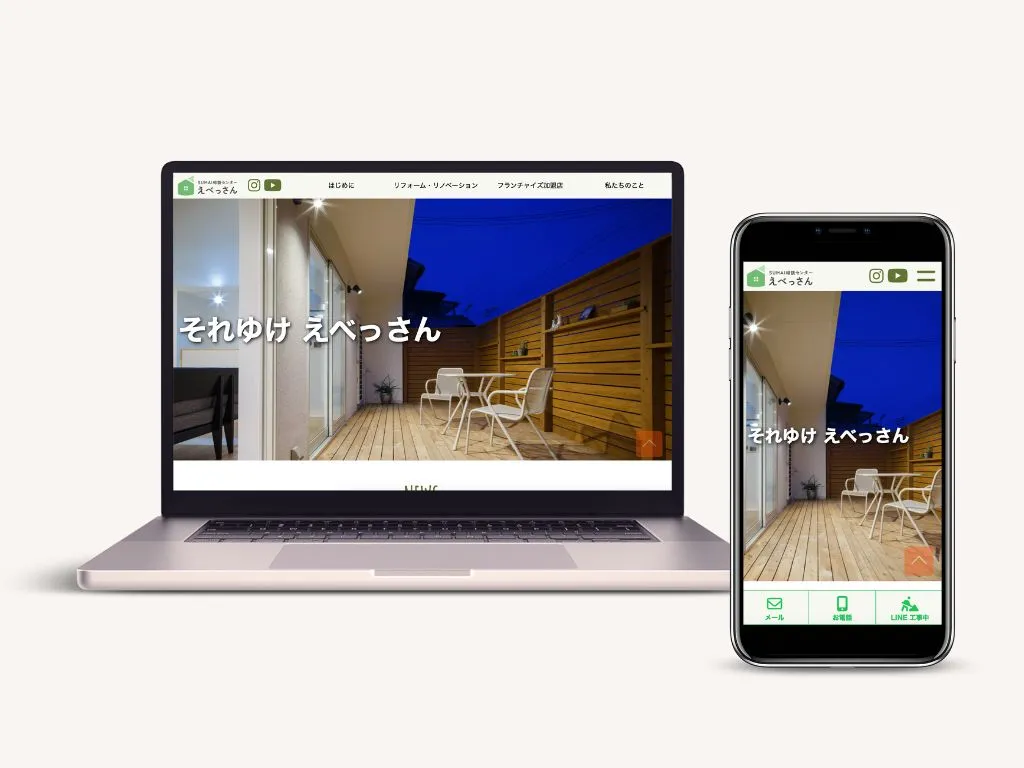 SUMAI相談センター
えべっさん
はじめに
リフォーム・リノベーション
フランチャイズ加盟店
私たちのこと
それゆけ えべっさん
NEWS
SUMAI相談センター
えべっさん
それゆけ えべっさん
メール
お電話
LINE 工事中